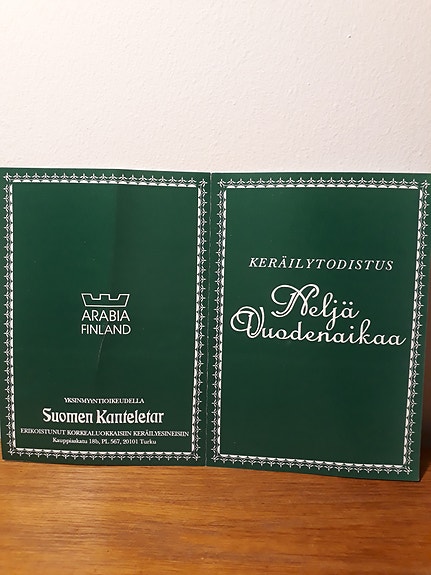 ARABIA
FINLAND
YKSINMYYNTIOIKEUDELLA
Suomen Kanteletar
ERIKOISTUNUT KORKEALUOKKAISIIN KERÄILYESINEISIIN
Kauppiaskatu 18b, PL 567, 20101 Turku
KERÄILYTODISTUS
Neljä
Vuodenaikaa